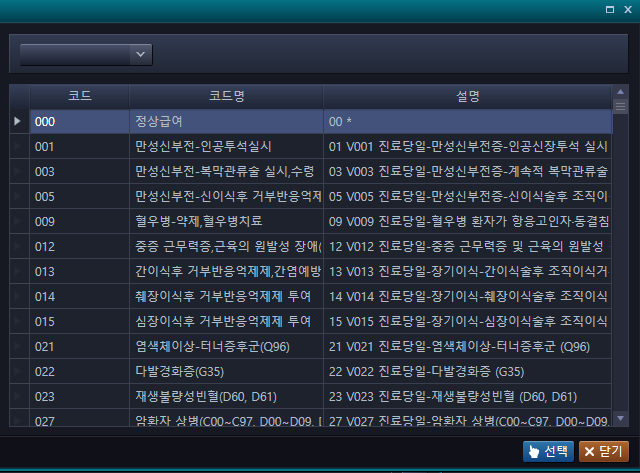 코드 코드명 설명
000 정상급여 00 *
001 만성신부전-인공투석실시 01 V001 진료당일-만성신부전증-인공신장투석 실시
003 만성신부전-복막관류술 실시,수령 03 V003 진료당일-만성신부전증-계속적 복막관류술
005 만성신부전-신이식후 거부반응억제 05 V005 진료당일-만성신부전증-신이식술후 조직이
009 혈우병-약제,혈우병치료 09 V009 진료당일-혈우병 환자가 항응고인자·동결침
012 중증 근무력증,근육의 원발성 장애( 12 V012 진료당일-중증 근무력증 및 근육의 원발성
013 간이식후 거부반응억제제,간염예방 13 V013 진료당일-장기이식-간이식술후 조직이식거
014 췌장이식후 거부반응억제제 투여 14 V014 진료당일-장기이식-췌장이식술후 조직이식
015 심장이식후 거부반응억제제 투여 15 V015 진료당일-장기이식-심장이식술후 조직이식
021 염색체이상-터너증후군(Q96) 21 V021 진료당일-염색체이상-터너증후군 (Q96)
022 다발경화증(G35) 22 V022 진료당일-다발경화증 (G35)
023 재생불량성빈혈(D60, D61) 23 V023 진료당일-재생불량성빈혈 (D60, D61)
027 암환자 상병(C00~C97, D00~D09, D 27 V027 진료당일-암환자 상병(C00~C97, D00~D09,
선택 닫기